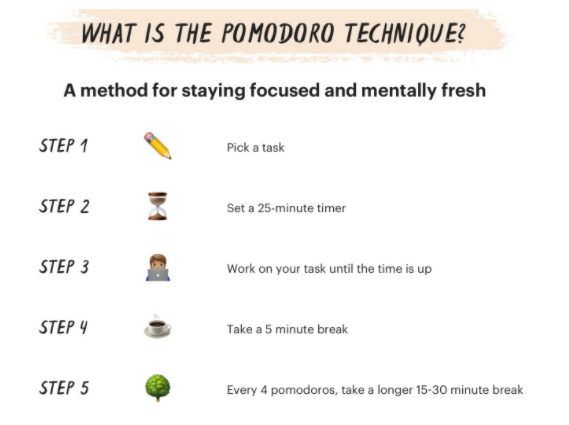 WHAT IS THE POMODORO TECHNIQUE?
A method for staying focused and mentally fresh
STEP 1 Pick a task
STEP 2 Set a 25-minute timer
STEP 3 Work on your task until the time is up
STEP 4 Take a 5 minute break
STEP 5 Every 4 pomodoros, take a longer 15-30 minute break